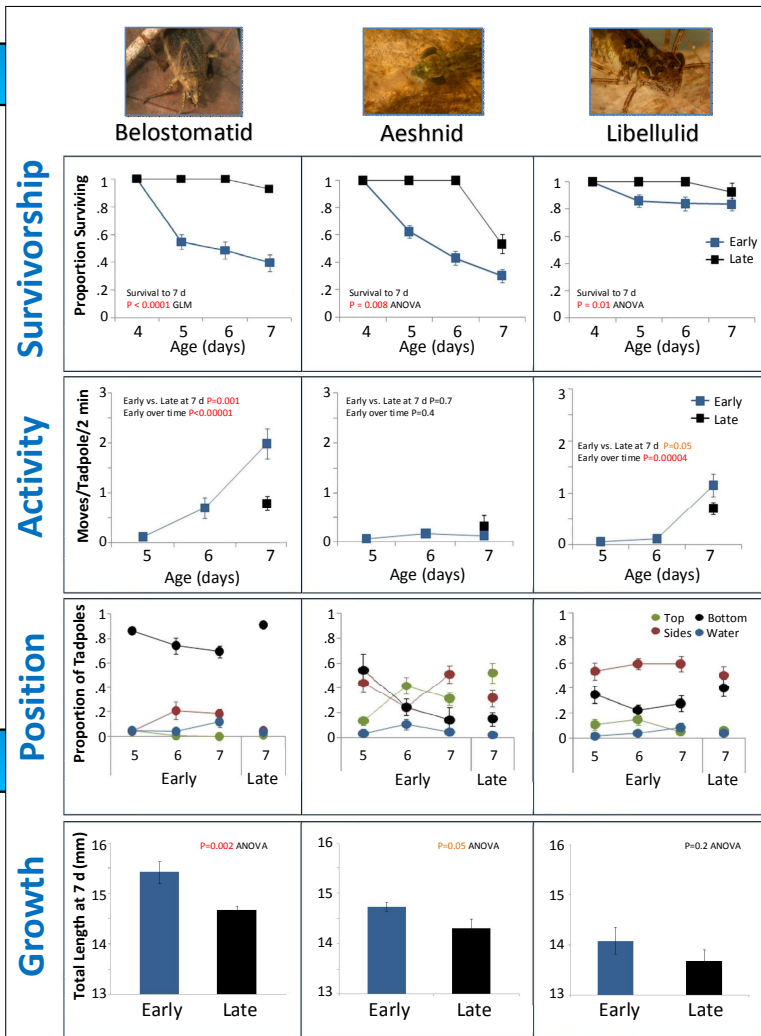 Belostomatid
Aeshnid
Libellulid
Survivorship
Proportion Surviving
1
.8
.6
.4
.2
0
Survival to 7 d
P < 0.0001 GLM
4 5 6 7
Age (days)
1
.8
.6
.4
.2
0
Survival to 7 d
P = 0.008 ANOVA
4 5 6 7
Age (days)
1
.8
.6
.4
.2
0
Early
Late
Survival to 7 d
P = 0.01 ANOVA
4 5 6 7
Age (days)
Activity
Moves/Tadpole/2 min
3
2
1
0
Early vs. Late at 7 d P=0.001
Early over time P<0.00001
5 6 7
Age (days)
3
2
1
0
Early vs. Late at 7 d P=0.7
Early over time P=0.4
5 6 7
Age (days)
3
2
1
0
Early
Late
Early vs. Late at 7 d P=0.05
Early over time P=0.00004
5 6 7
Age (days)
Position
Proportion of Tadpoles
1
.8
.6
.4
.2
0
5 6 7 7
Early Late
1
.8
.6
.4
.2
0
5 6 7 7
Early Late
1
.8
.6
.4
.2
0
Top Bottom
Sides Water
5 6 7 7
Early Late
Growth
Total Length at 7 d (mm)
16
15
14
13
P=0.002 ANOVA
Early Late
16
15
14
13
P=0.05 ANOVA
Early Late
16
15
14
13
P=0.2 ANOVA
Early Late